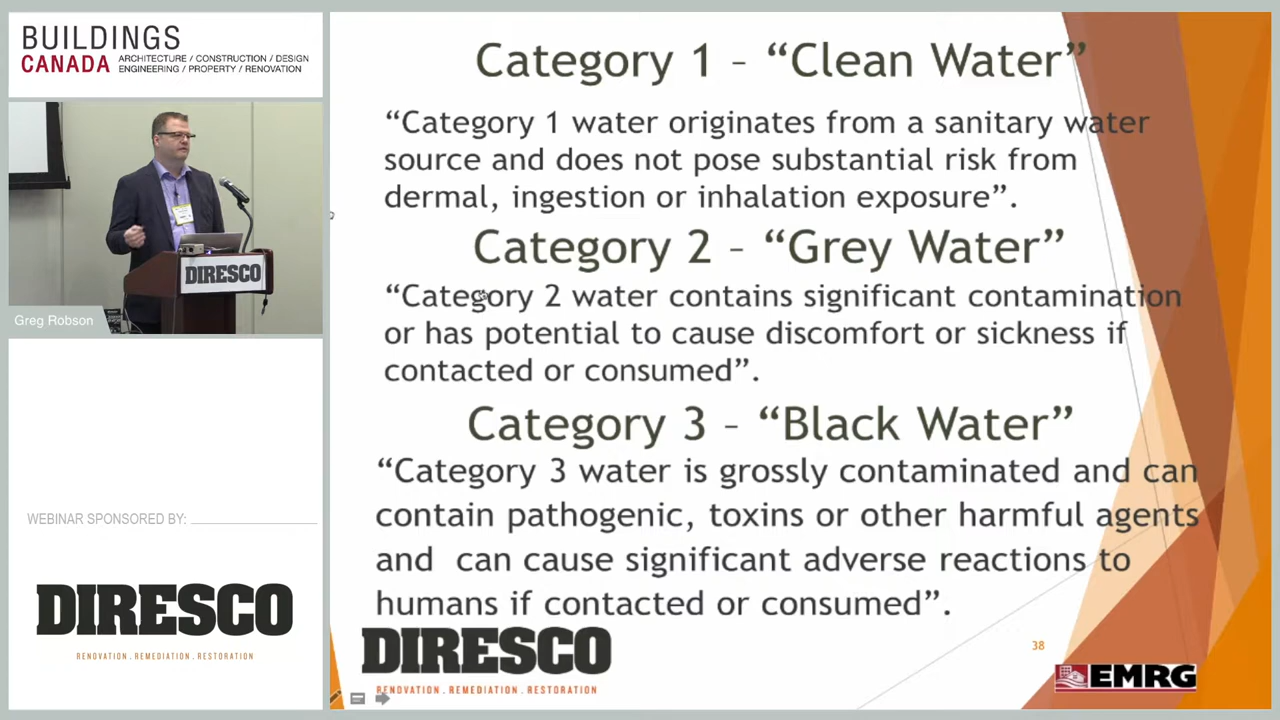 BUILDINGS
CANADA
ARCHITECTURE / CONSTRUCTION / DESIGN
ENGINEERING / PROPERTY / RENOVATION
DIRESCO
Greg Robson
WEBINAR SPONSORED BY:
DIRESCO
RENOVATION . REMEDIATION . RESTORATION
Category 1 – “Clean Water”
“Category 1 water originates from a sanitary water
source and does not pose substantial risk from
dermal, ingestion or inhalation exposure”.
Category 2 – “Grey Water”
“Category 2 water contains significant contamination
or has potential to cause discomfort or sickness if
contacted or consumed”.
Category 3 – “Black Water”
“Category 3 water is grossly contaminated and can
contain pathogenic, toxins or other harmful agents
and  can cause significant adverse reactions to
humans if contacted or consumed”.
DIRESCO
RENOVATION . REMEDIATION . RESTORATION
38
EMRG